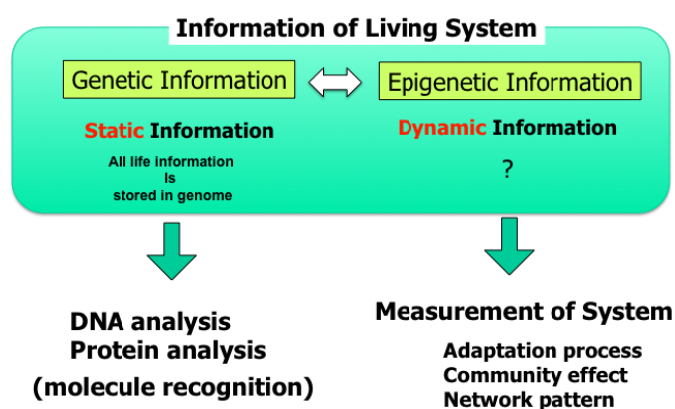 Information of Living System
Genetic Information
Epigenetic Information
Static Information
Dynamic Information
All life information
Is
stored in genome
?
DNA analysis
Protein analysis
(molecule recognition)
Measurement of System
Adaptation process
Community effect
Network pattern